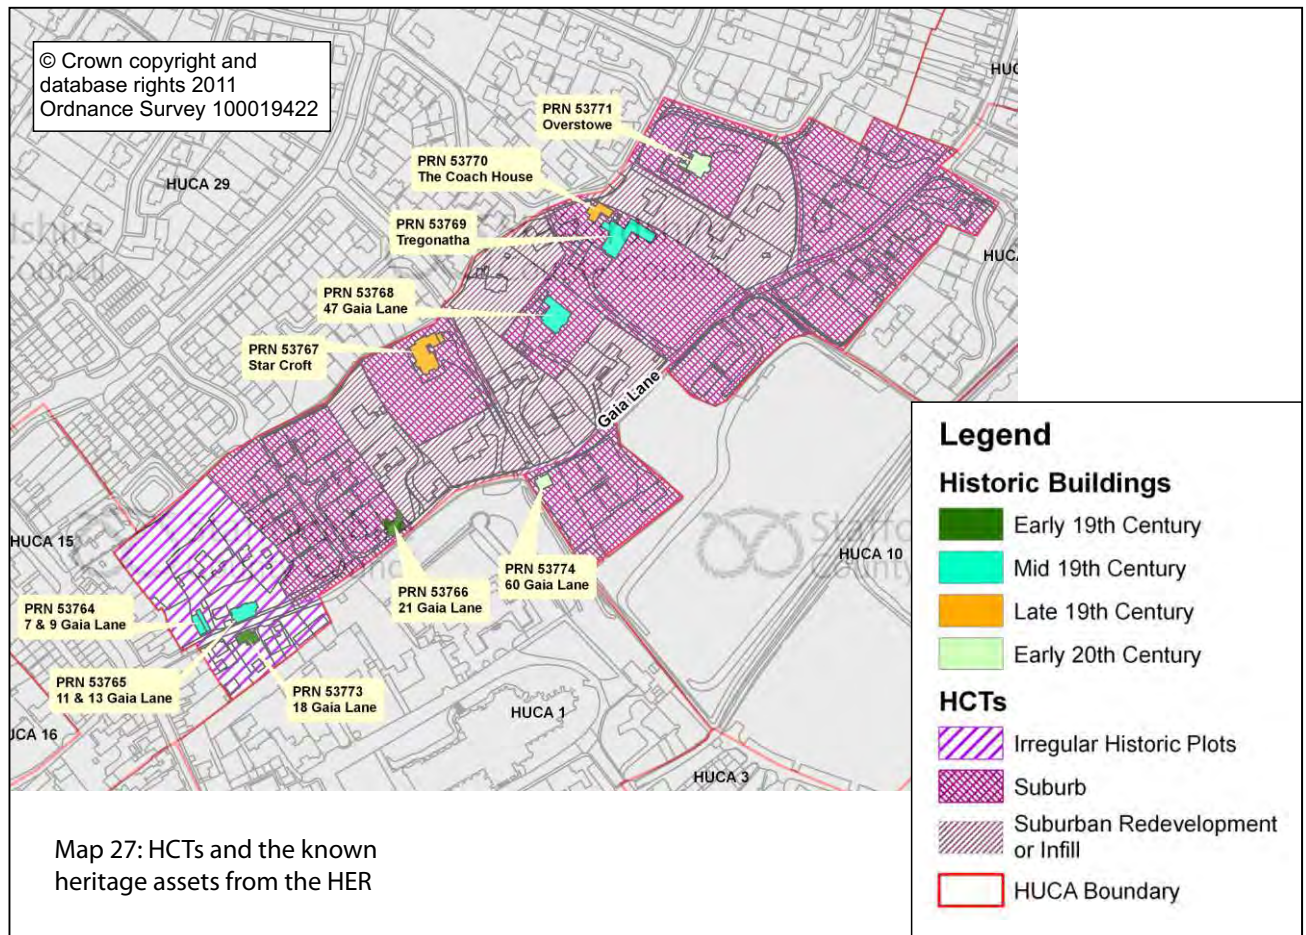 © Crown copyright and
database rights 2011
Ordnance Survey 100019422
PRN 53771
Overstowe
PRN 53770
The Coach House
HUCA 29
PRN 53769
Tregonatha
PRN 53768
47 Gaia Lane
PRN 53767
Star Croft
Gaia Lane
HUCA 15
HUCA 10
PRN 53774
60 Gaia Lane
PRN 53766
21 Gaia Lane
PRN 53764
7 & 9 Gaia Lane
PRN 53765
11 & 13 Gaia Lane
PRN 53773
18 Gaia Lane
HUCA 1
HUCA 3
Map 27: HCTs and the known
heritage assets from the HER
Legend
Historic Buildings
Early 19th Century
Mid 19th Century
Late 19th Century
Early 20th Century
HCTs
Irregular Historic Plots
Suburb
Suburban Redevelopment
or Infill
HUCA Boundary